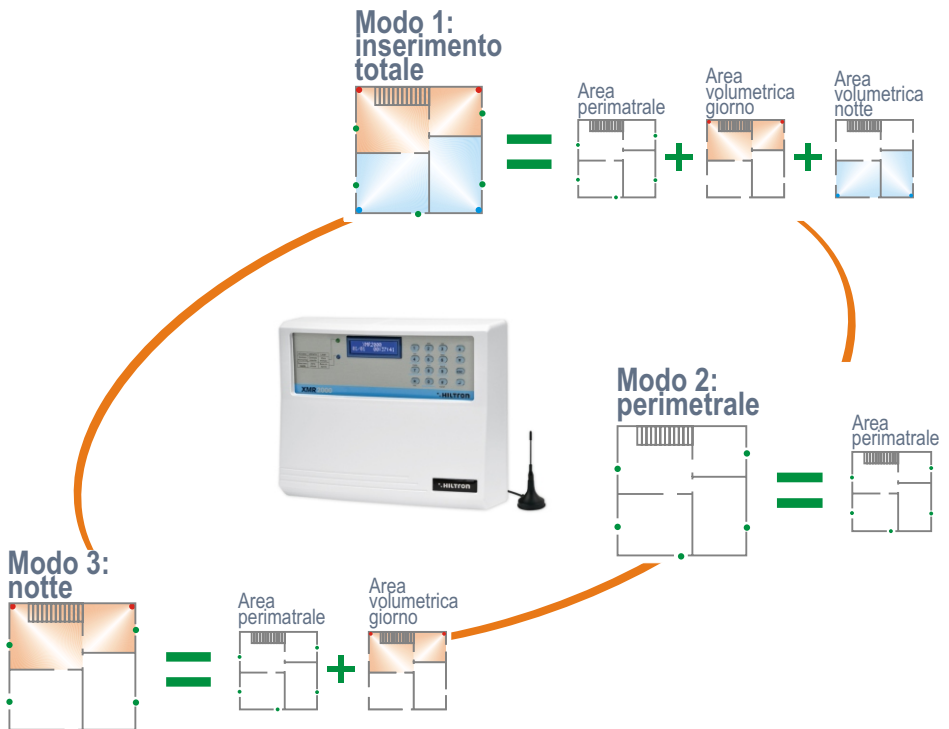 Modo 1:
inserimento
totale
Area
perimatrale
Area
volumetrica
giorno
Area
volumetrica
notte
XMR
HILTRON
HILTRON
Modo 2:
perimetrale
Area
perimatrale
Modo 3:
notte
Area
perimatrale
Area
volumetrica
giorno